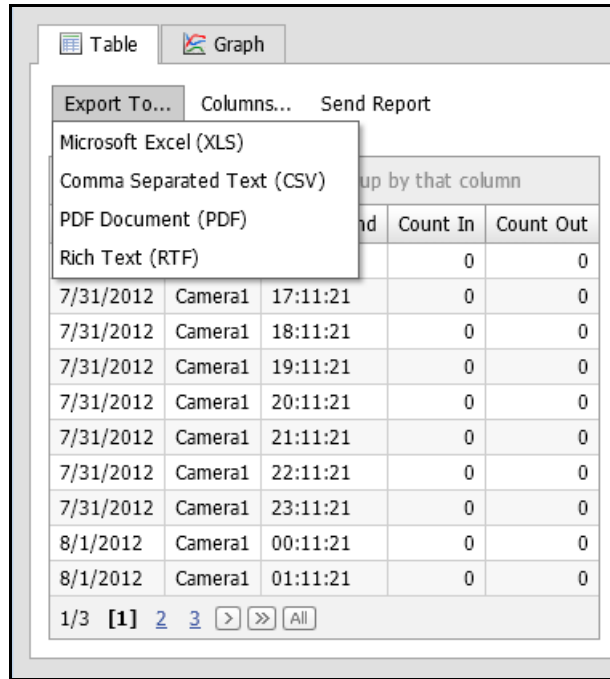 Table Graph
Export To... Columns... Send Report
Microsoft Excel (XLS)
Comma Separated Text (CSV) up by that column
PDF Document (PDF)
Count In Count Out
Rich Text (RTF)
0 0
7/31/2012 Camera1 17:11:21 0 0
7/31/2012 Camera1 18:11:21 0 0
7/31/2012 Camera1 19:11:21 0 0
7/31/2012 Camera1 20:11:21 0 0
7/31/2012 Camera1 21:11:21 0 0
7/31/2012 Camera1 22:11:21 0 0
7/31/2012 Camera1 23:11:21 0 0
8/1/2012 Camera1 00:11:21 0 0
8/1/2012 Camera1 01:11:21 0 0
1/3 [1] 2 3 > >> All